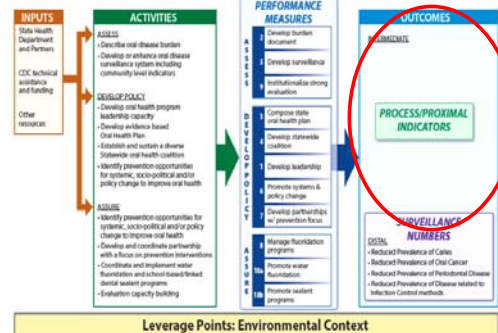 INPUTS
State Health
Department
and Partners
CDC technical
assistance
and funding
Other
resources
ACTIVITIES
ASSESS
• Describe oral disease burden
• Develop or enhance oral disease
surveillance system including
community level indicators
DEVELOP POLICY
• Develop oral health program
leadership capacity
• Develop evidence based
Oral Health Plan
• Establish and sustain a diverse
Statewide oral health coalition
• Identify prevention opportunities
for systemic, socio-political and/or
policy change to improve oral health
ASSURE
• Identify prevention opportunities for
systemic, socio-political and/or policy
change to improve oral health
• Develop and coordinate partnership
with a focus on prevention interventions
• Coordinate and implement water
fluoridation and school-based/linked
dental sealant programs
• Evaluation capacity building
PERFORMANCE
MEASURES
ASSESS
2 Develop burden
document
3 Develop surveillance
9 Institutionalize strong
evaluation
DEVELOP POLICY
Compose state
oral health plan
4 Develop statewide
coalition
Develop leadership
6 Promote systems &
policy change
7 Develop partnerships
w/ prevention focus
ASSURE
8 Manage fluoridation
programs
10a Promote water
fluoridation
10b Promote sealant
programs
OUTCOMES
INTERMEDIATE
PROCESS/PROXIMAL
INDICATORS
SURVEILLANCE
NUMBERS
DISTAL
• Reduced Prevalence of Caries
• Reduced Prevalence of Oral Cancer
• Reduced Prevalence of Periodontal Disease
• Reduced Prevalence of Disease related to
Infection Control methods
Leverage Points: Environmental Context